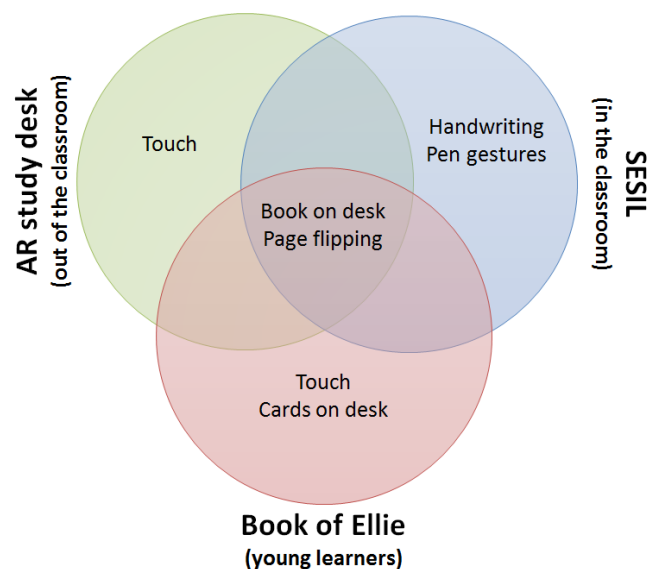 AR study desk
(out of the classroom)
Touch
Handwriting
Pen gestures
SESIL
(in the classroom)
Book on desk
Page flipping
Touch
Cards on desk
Book of Ellie
(young learners)